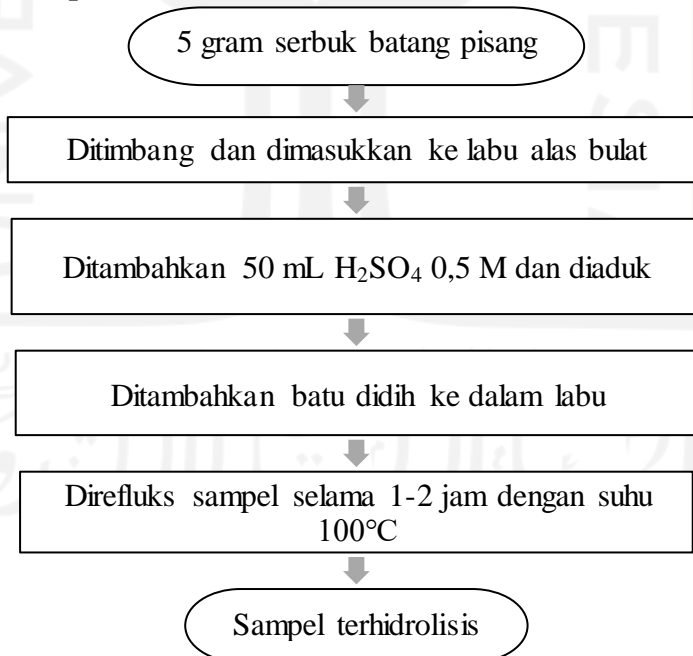 5 gram serbuk batang pisang
Ditimbang dan dimasukkan ke labu alas bulat
Ditambahkan 50 mL H₂SO₄ 0,5 M dan diaduk
Ditambahkan batu didih ke dalam labu
Direfluks sampel selama 1-2 jam dengan suhu
100°C
Sampel terhidrolisis